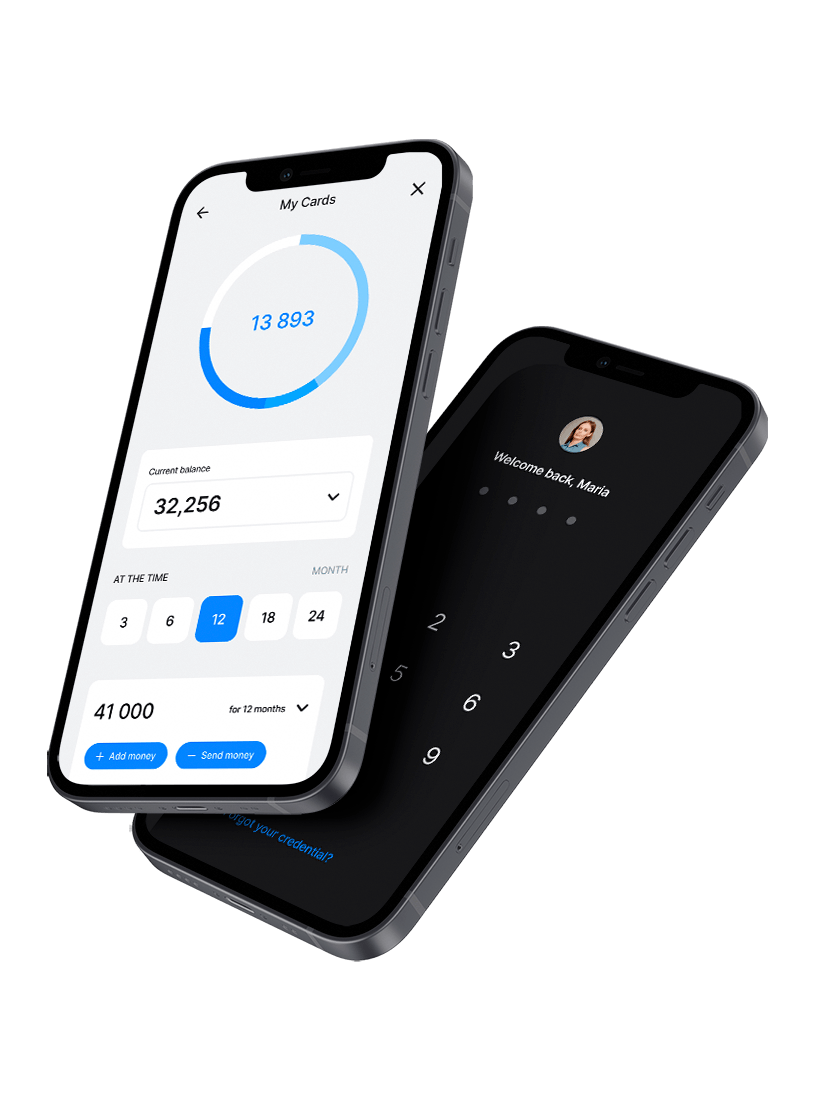 My Cards
13 893
Current balance
32,256
AT THE TIME
MONTH
3
6
12
18
24
41 000
for 12 months
+ Add money
− Send money
Welcome back, Maria
2
3
5
6
9
orgot your credential?